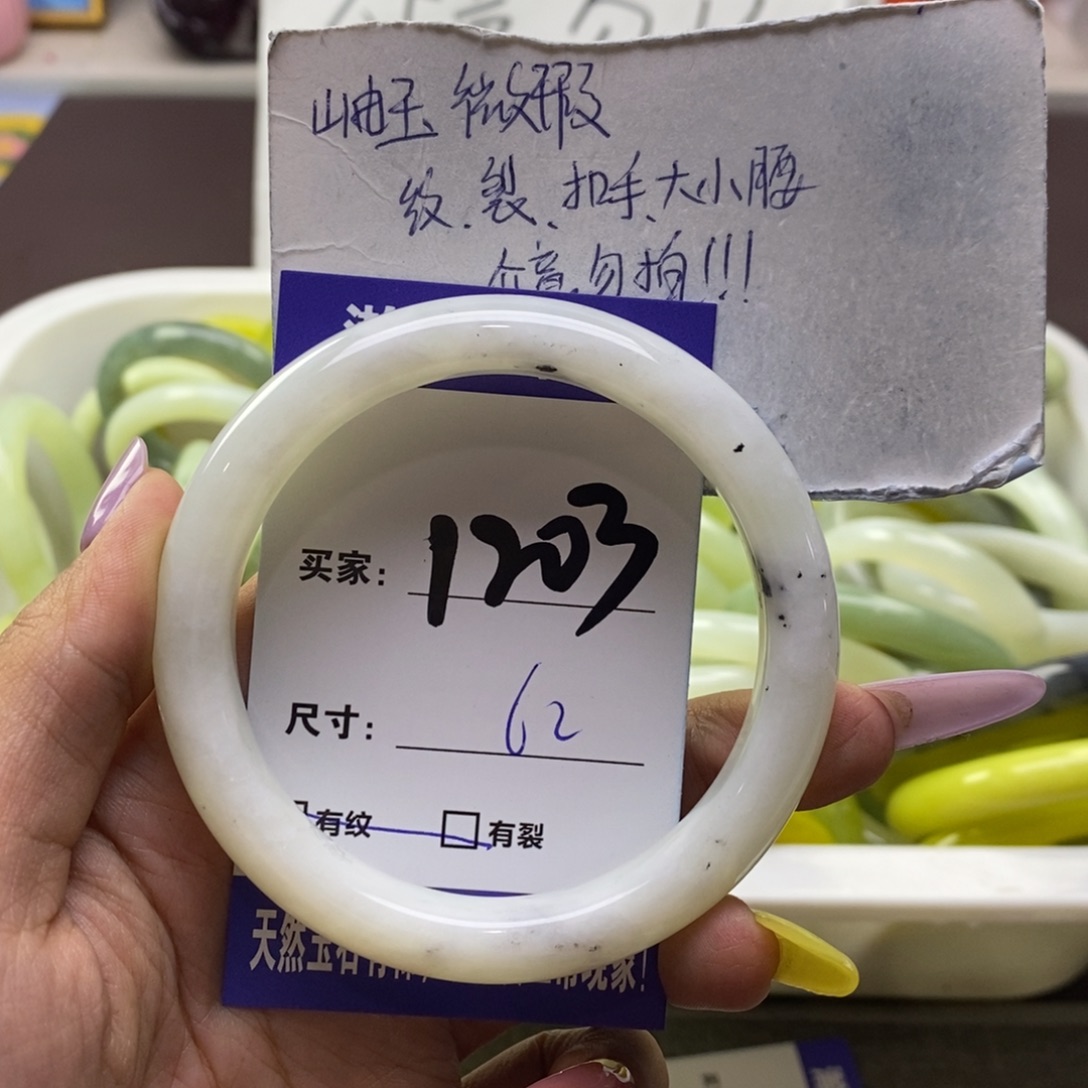 岫玉 微瑕
纹、裂、扣手、大小腰
介意勿拍!!!
买家: 1203
尺寸: 62
有纹 □有裂
天然玉石有